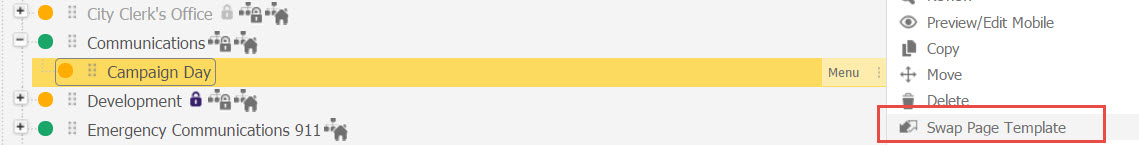 City Clerk's Office
Communications
Campaign Day
Menu
Development
Emergency Communications 911
Preview/Edit Mobile
Copy
Move
Delete
Swap Page Template